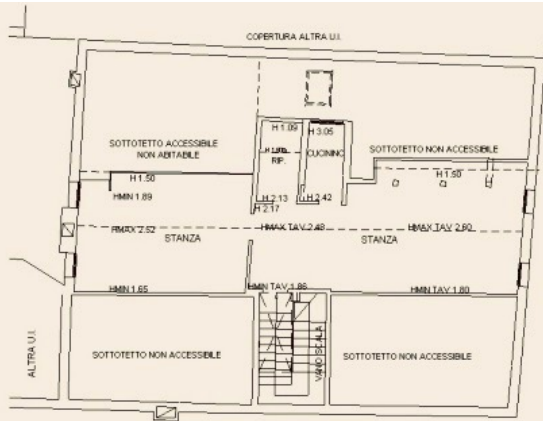 COPERTURA ALTRA U.I.
H 1.09
H 3.05
SOTTOTETTO ACCESSIBILE
NON ABITABILE
RIP.
CUCININO
SOTTOTETTO NON ACCESSIBILE
H 1.50
H 1.50
HMIN 1.89
H 2.13
H 2.42
H 2.17
HMAX 2.52
STANZA
HMAX TAV 2.48
STANZA
HMAX TAV 2.60
HMIN 1.65
HMIN TAV 1.86
HMIN TAV 1.80
ALTRA U.I.
SOTTOTETTO NON ACCESSIBILE
VANO SCALA
SOTTOTETTO NON ACCESSIBILE